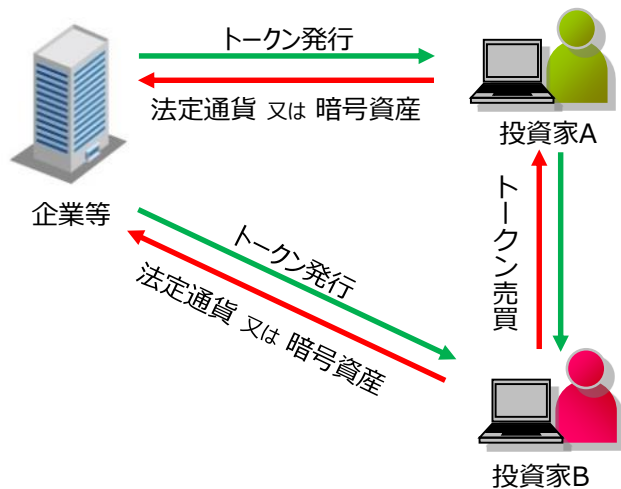 トークン発行
法定通貨 又は 暗号資産
投資家A
企業等
トークン発行
法定通貨 又は 暗号資産
トークン売買
投資家B